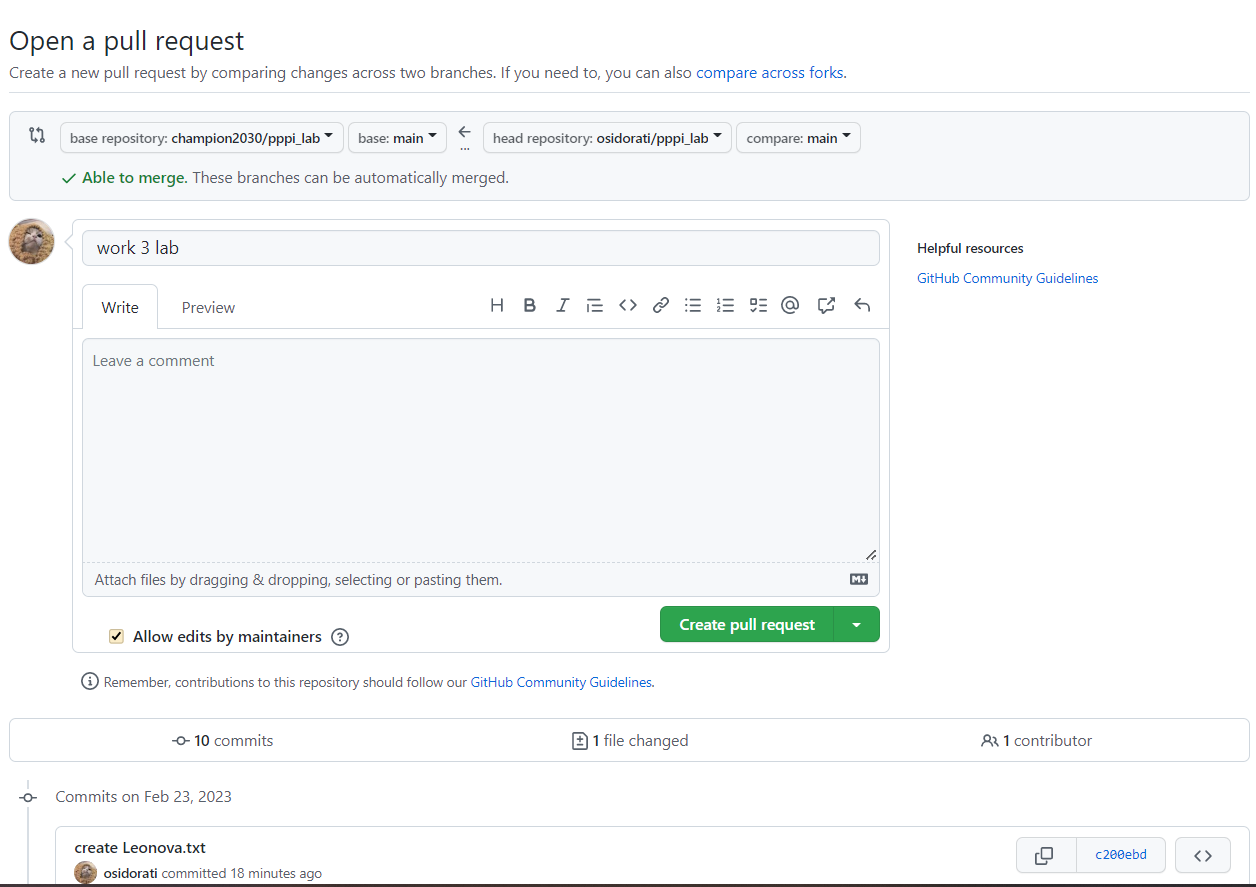 Open a pull request
Create a new pull request by comparing changes across two branches. If you need to, you can also compare across forks.
base repository: champion2030/pppi_lab base: main ... head repository: osidorati/pppi_lab compare: main
Able to merge. These branches can be automatically merged.
work 3 lab
Helpful resources
GitHub Community Guidelines
Write Preview
Leave a comment
Attach files by dragging & dropping, selecting or pasting them.
Allow edits by maintainers
Create pull request
Remember, contributions to this repository should follow our GitHub Community Guidelines.
10 commits 1 file changed 1 contributor
Commits on Feb 23, 2023
create Leonova.txt
c200ebd
osidorati committed 18 minutes ago